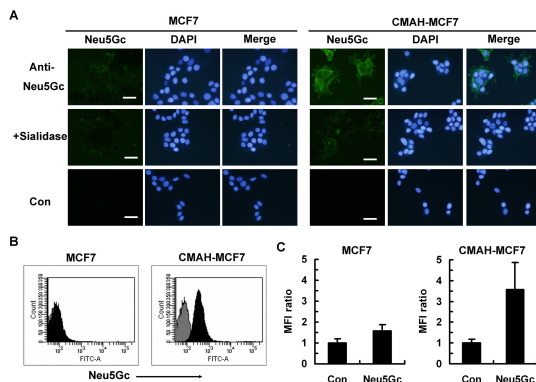 A
MCF7
CMAH-MCF7
Neu5Gc DAPI Merge
Neu5Gc DAPI Merge
Anti-
Neu5Gc
+Sialidase
Con
B
MCF7
CMAH-MCF7
Count
FITC-A
Count
FITC-A
Neu5Gc
C
MCF7
CMAH-MCF7
MFI ratio
5
4
3
2
1
0
Con Neu5Gc
MFI ratio
5
4
3
2
1
0
Con Neu5Gc